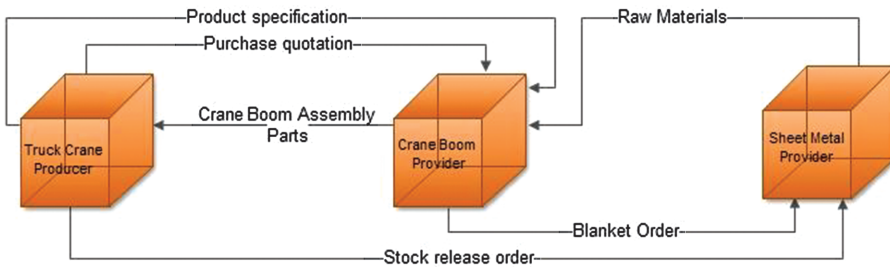 Product specification
Raw Materials
Purchase quotation
Crane Boom Assembly
Parts
Truck Crane
Producer
Crane Boom
Provider
Sheet Metal
Provider
Blanket Order
Stock release order